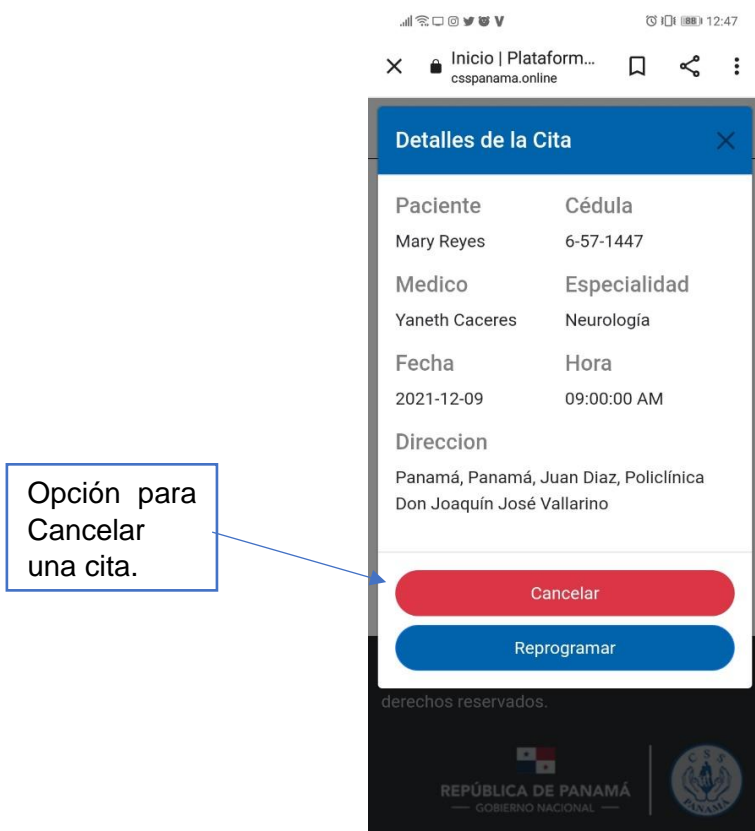 88 12:47
Inicio | Plataform...
csspanama.online
Detalles de la Cita
Paciente Cédula
Mary Reyes 6-57-1447
Medico Especialidad
Yaneth Caceres Neurología
Fecha Hora
2021-12-09 09:00:00 AM
Direccion
Panamá, Panamá, Juan Diaz, Policlínica
Don Joaquín José Vallarino
Opción para
Cancelar
una cita.
Cancelar
Reprogramar
derechos reservados.
REPÚBLICA DE PANAMÁ
— GOBIERNO NACIONAL —
C S S
PANAMÁ